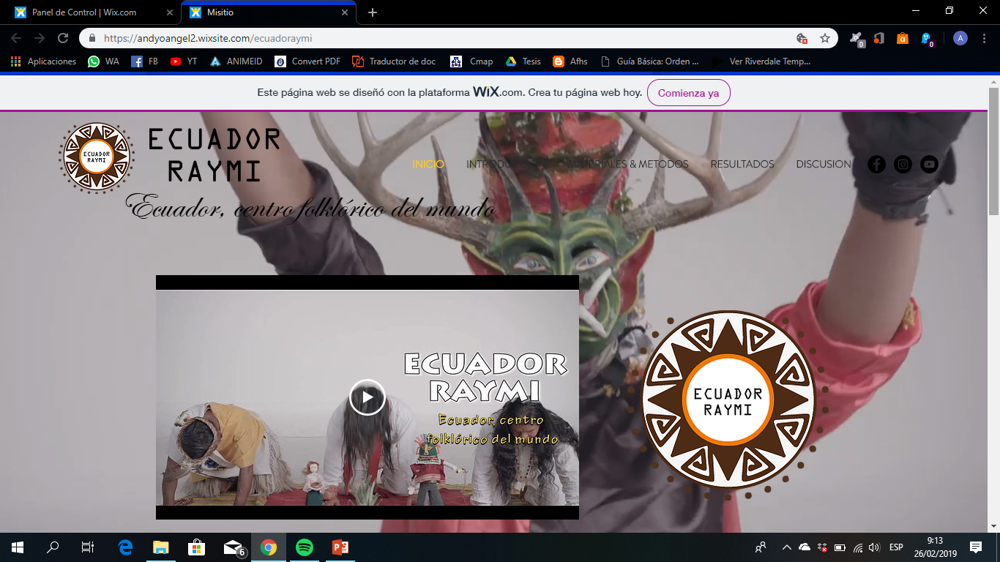 Panel de Control | Wix.com
Misitio
https://andyoangel2.wixsite.com/ecuadoraymi
A
0
0
Aplicaciones
WA
FB
YT
ANIMEID
Convert PDF
Traductor de doc
Cmap
Tesis
Afhs
Guía Básica: Orden ...
Ver Riverdale Temp...
Este página web se diseñó con la plataforma WiX.com. Crea tu página web hoy.
Comienza ya
ECUADOR
RAYMI
ECUADOR
RAYMI
INICIO
MATERIALES & METODOS
RESULTADOS
DISCUSION
Ecuador, centro folklórico del mundo
ECUADOR
RAYMI
Ecuador, centro
folklórico del mundo
ECUADOR
RAYMI
6
ESP
9:13
26/02/2019